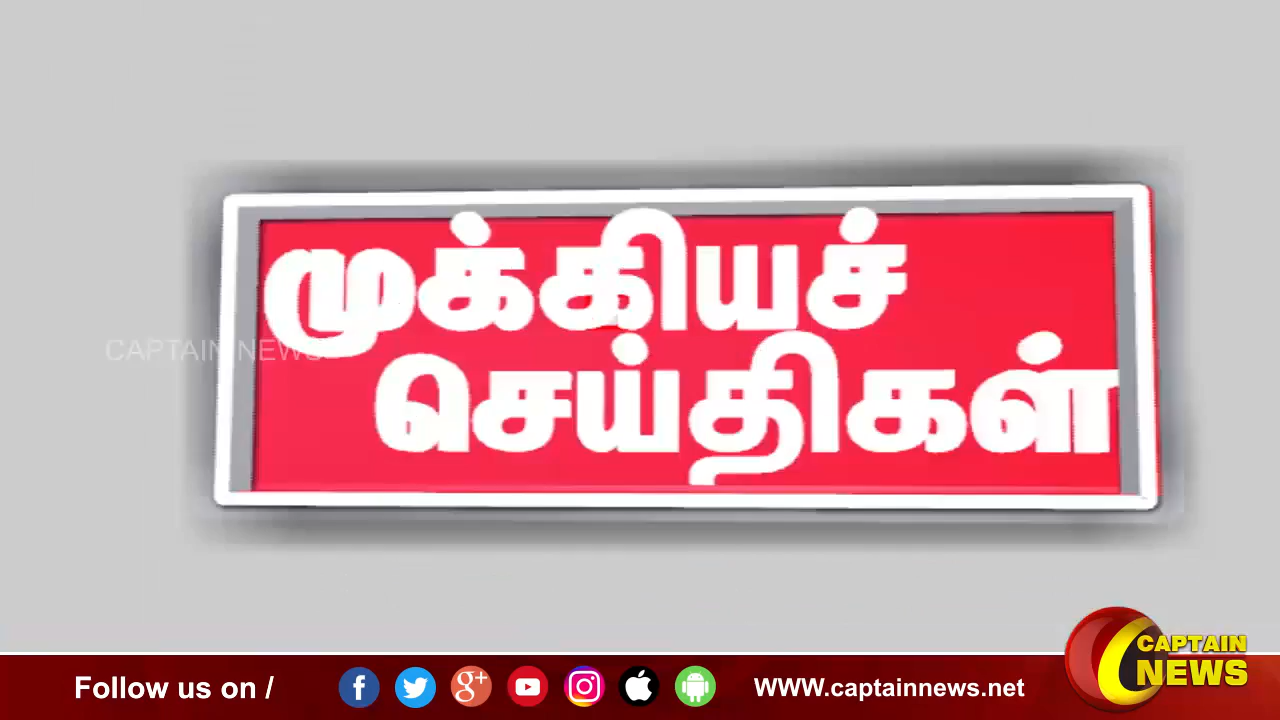 முக்கியச்
செய்திகள்
CAPTAIN NEWS
Follow us on /
WWW.captainnews.net
CAPTAIN
NEWS